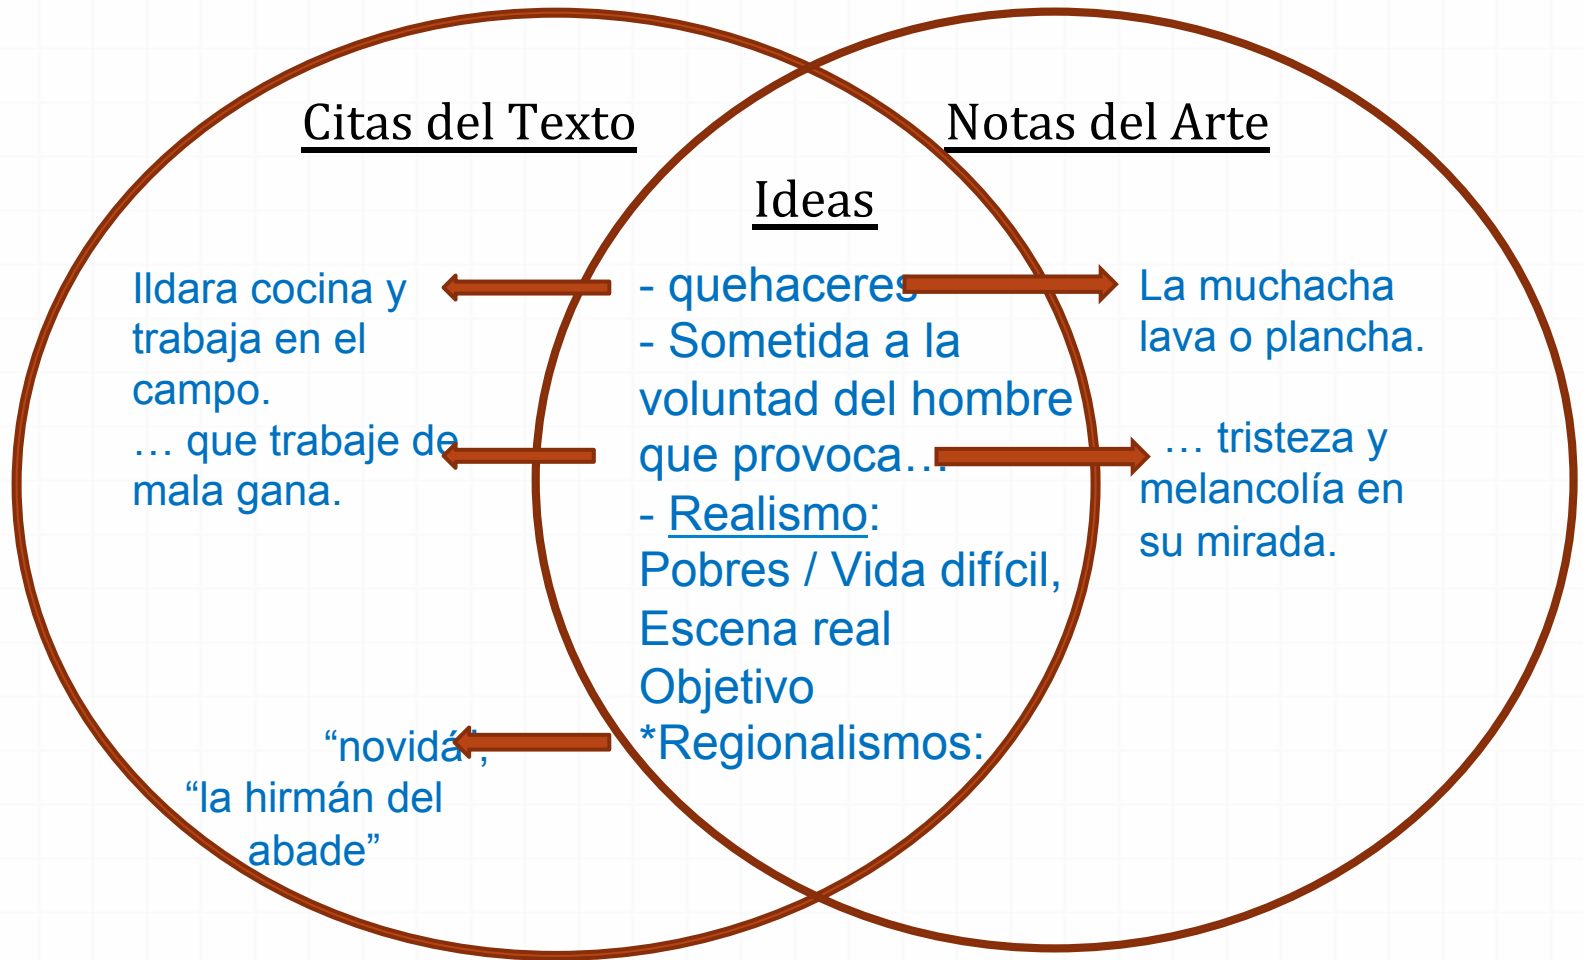 Citas del Texto
Notas del Arte
Ideas
Ildara cocina y
trabaja en el
campo.
… que trabaje de
mala gana.
“novidá”,
“la hirmán del
abade”
- quehaceres
- Sometida a la
voluntad del hombre
que provoca…
- Realismo:
Pobres / Vida difícil,
Escena real
Objetivo
*Regionalismos:
La muchacha
lava o plancha.
… tristeza y
melancolía en
su mirada.